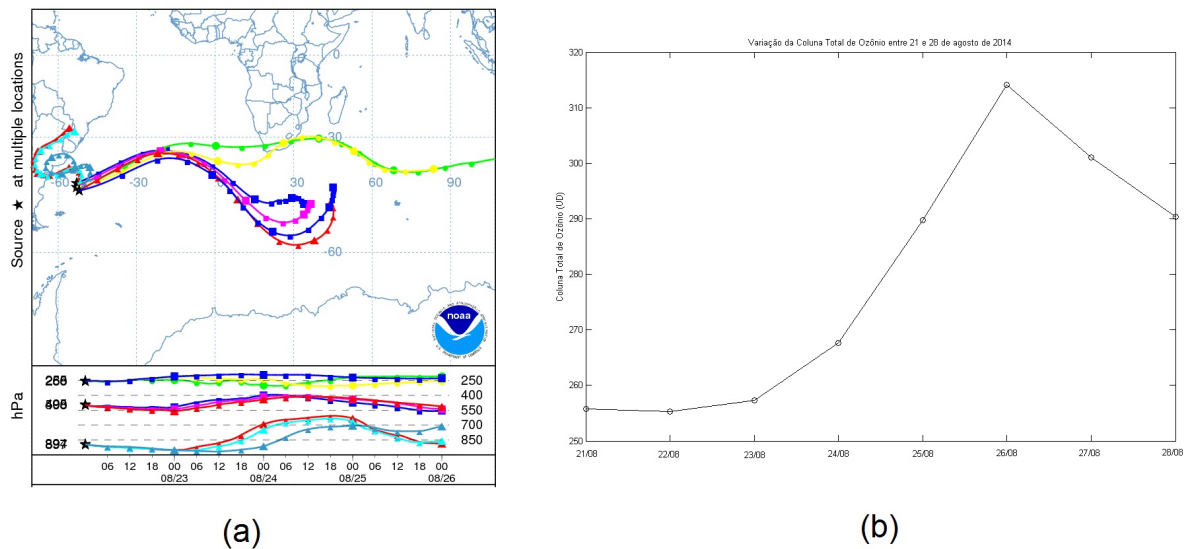 Source ★ at multiple locations
0
-30
-60
-60
-30
0
30
60
90
noaa
hPa
250
400
550
700
850
06 12 18 00 06 12 18 00 06 12 18 00 06 12 18 00
08/23 08/24 08/25 08/26
(a)
Variação da Coluna Total de Ozônio entre 21 e 28 de agosto de 2014
Coluna Total de Ozônio (UD)
320
310
300
290
280
270
260
250
21/08 22/08 23/08 24/08 25/08 26/08 27/08 28/08
(b)